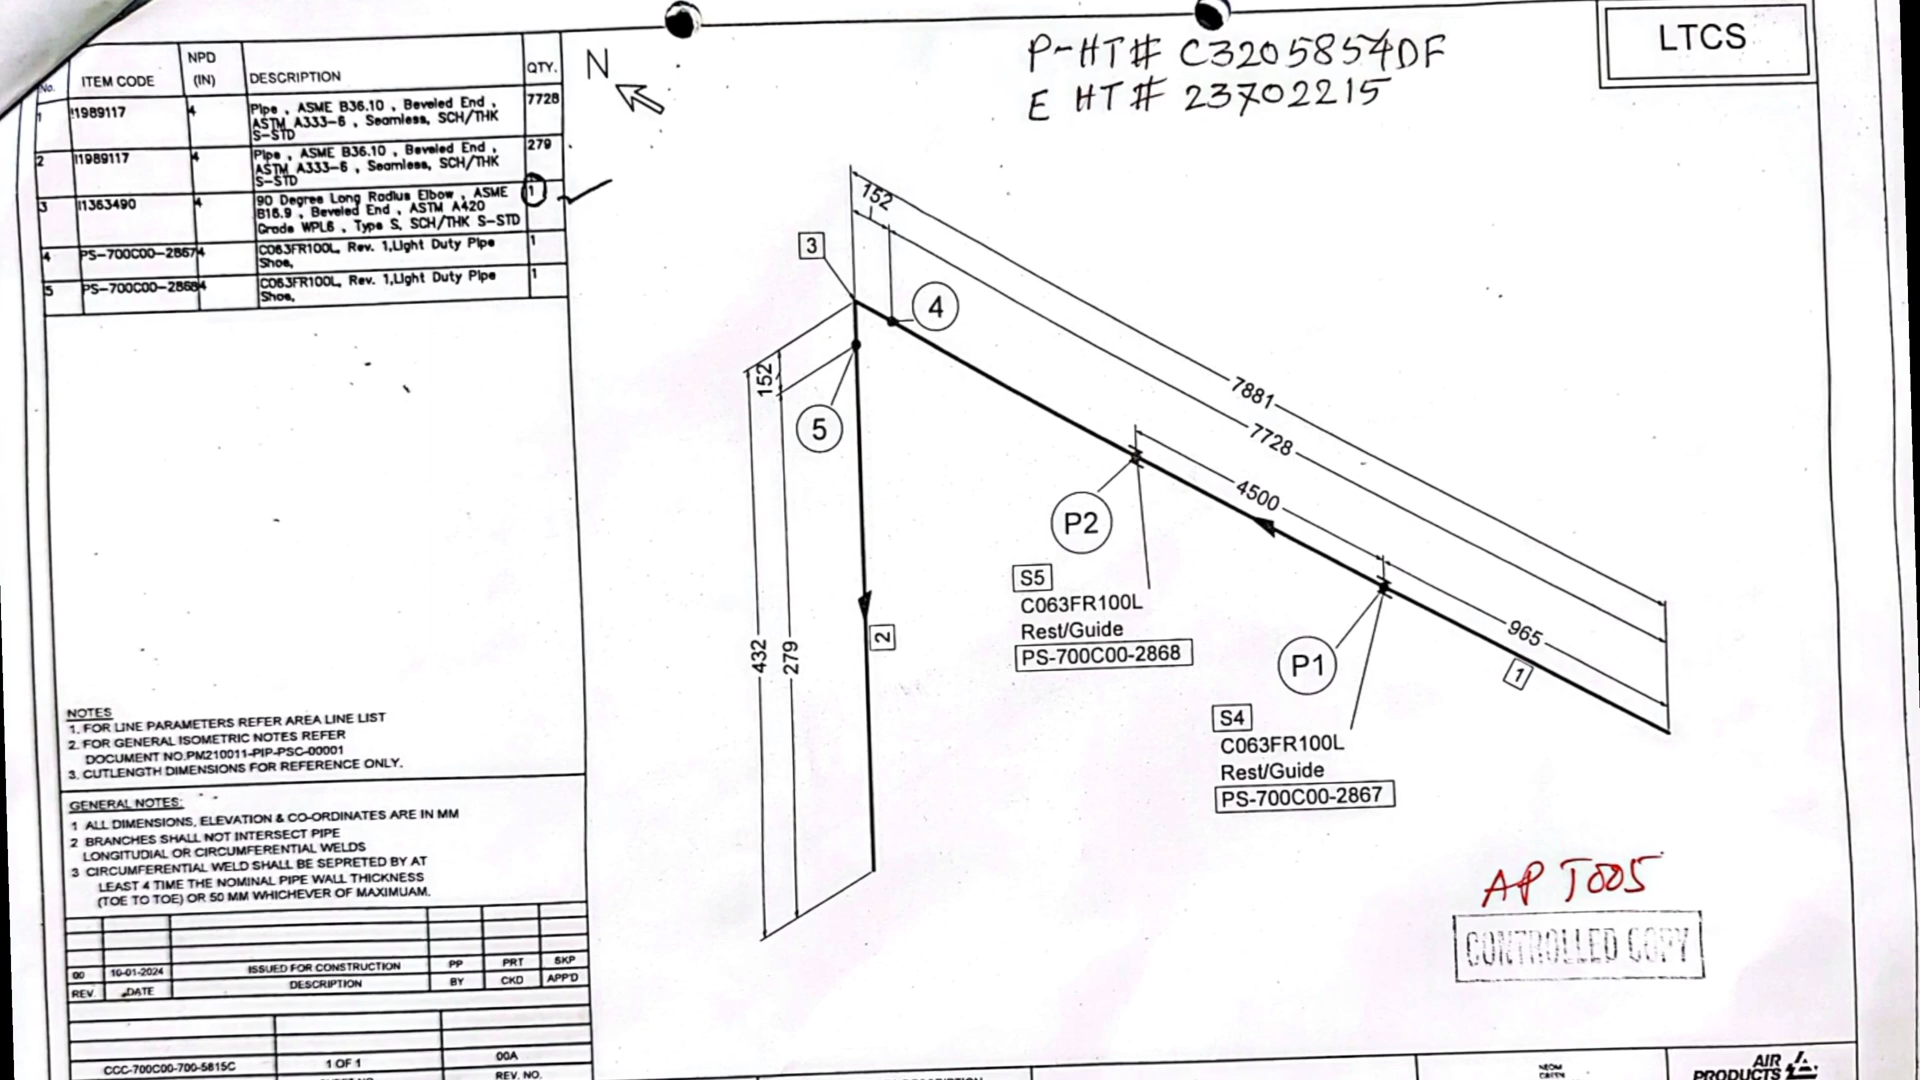 No.
ITEM CODE
NPD
(IN)
DESCRIPTION
QTY.
1
I1989117
4
Pipe , ASME B36.10 , Beveled End ,
ASTM A333-6 , Seamless, SCH/THK
S-STD
7728
2
I1989117
4
Pipe , ASME B36.10 , Beveled End ,
ASTM A333-6 , Seamless, SCH/THK
S-STD
279
3
I1363490
4
90 Degree Long Radius Elbow , ASME
B16.9 , Beveled End , ASTM A420
Grade WPL6 , Type S, SCH/THK S-STD
1
4
PS-700C00-2867
4
C063FR100L, Rev. 1,Light Duty Pipe
Shoe,
1
5
PS-700C00-2868
4
C063FR100L, Rev. 1,Light Duty Pipe
Shoe,
1
N
P-HT# C3205854DF
E HT# 23702215
LTCS
152
3
4
152
5
7881
7728
4500
965
P2
S5
C063FR100L
Rest/Guide
PS-700C00-2868
P1
1
S4
C063FR100L
Rest/Guide
PS-700C00-2867
432
279
2
NOTES
1. FOR LINE PARAMETERS REFER AREA LINE LIST
2. FOR GENERAL ISOMETRIC NOTES REFER
DOCUMENT NO.PM210011-PIP-PSC-00001
3. CUTLENGTH DIMENSIONS FOR REFERENCE ONLY.
GENERAL NOTES:
1 ALL DIMENSIONS, ELEVATION & CO-ORDINATES ARE IN MM
2 BRANCHES SHALL NOT INTERSECT PIPE
LONGITUDIAL OR CIRCUMFERENTIAL WELDS
3 CIRCUMFERENTIAL WELD SHALL BE SEPRETED BY AT
LEAST 4 TIME THE NOMINAL PIPE WALL THICKNESS
(TOE TO TOE) OR 50 MM WHICHEVER OF MAXIMUAM.
00
10-01-2024
ISSUED FOR CONSTRUCTION
PP
PRT
SKP
REV.
DATE
DESCRIPTION
BY
CKD
APP'D
CCC-700C00-700-5815C
1 OF 1
00A
REV. NO.
AP T005
CONTROLLED COPY
NEOM
GREEN
AIR
PRODUCTS